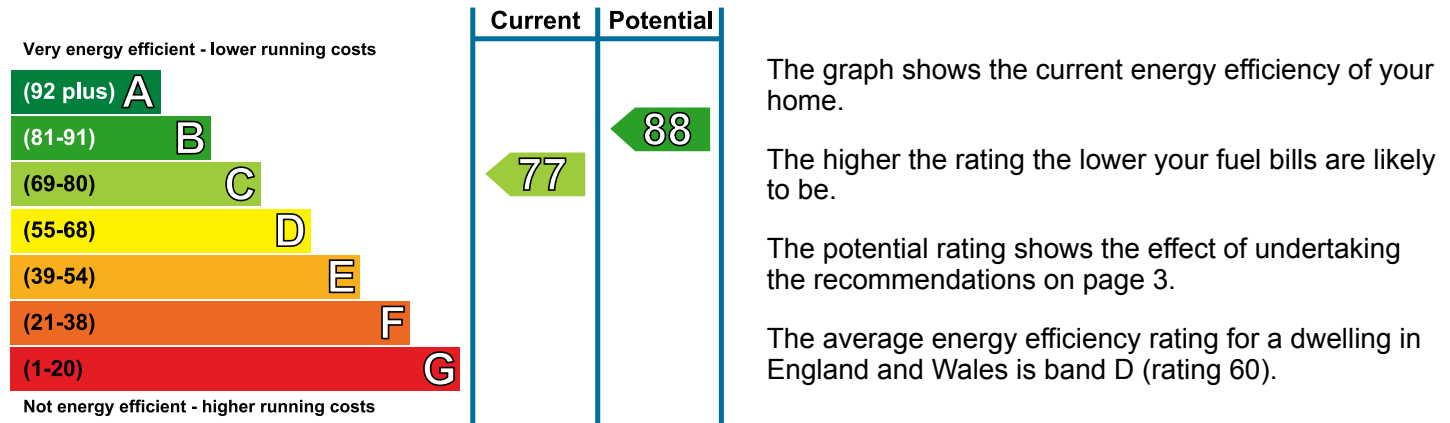 Current Potential
Very energy efficient - lower running costs
(92 plus) A
(81-91) B
(69-80) C
(55-68) D
(39-54) E
(21-38) F
(1-20) G
Not energy efficient - higher running costs
77
88
The graph shows the current energy efficiency of your
home.
The higher the rating the lower your fuel bills are likely
to be.
The potential rating shows the effect of undertaking
the recommendations on page 3.
The average energy efficiency rating for a dwelling in
England and Wales is band D (rating 60).